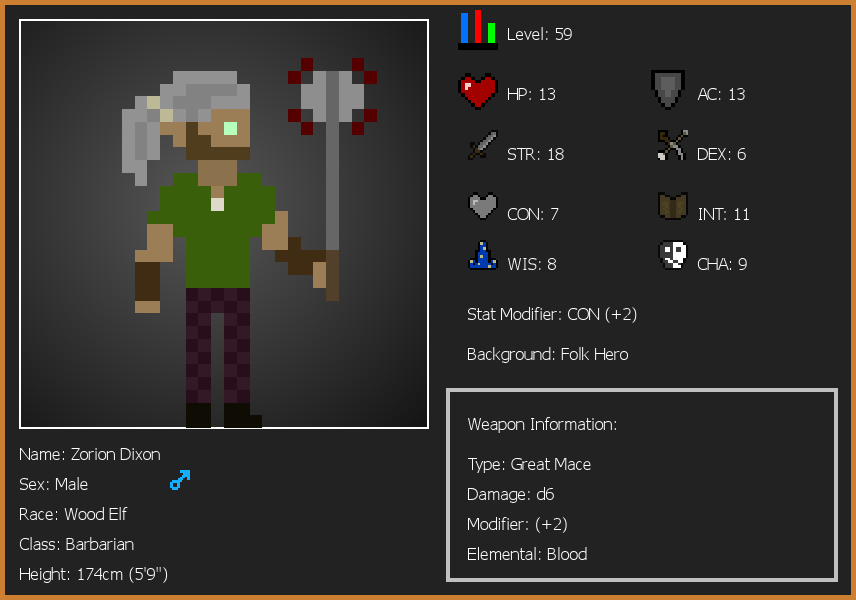 Level: 59
HP: 13
AC: 13
STR: 18
DEX: 6
CON: 7
INT: 11
WIS: 8
CHA: 9
Stat Modifier: CON (+2)
Background: Folk Hero
Weapon Information:
Type: Great Mace
Damage: d6
Modifier: (+2)
Elemental: Blood
Name: Zorion Dixon
Sex: Male
Race: Wood Elf
Class: Barbarian
Height: 174cm (5'9")